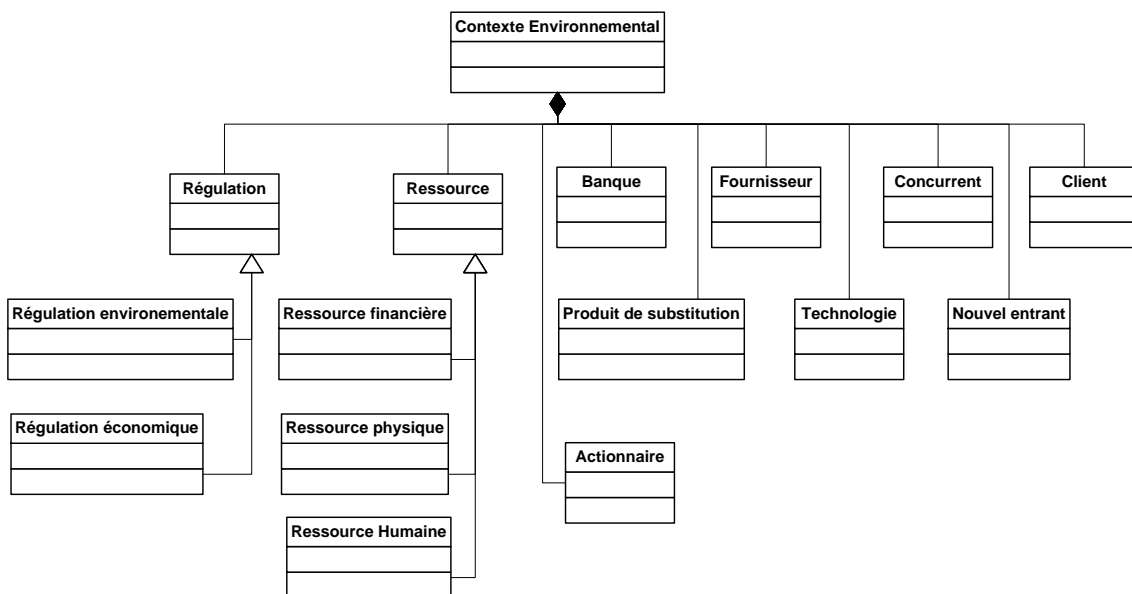 Contexte Environnemental
Régulation
Ressource
Banque
Fournisseur
Concurrent
Client
Régulation environementale
Ressource financière
Produit de substitution
Technologie
Nouvel entrant
Régulation économique
Ressource physique
Actionnaire
Ressource Humaine